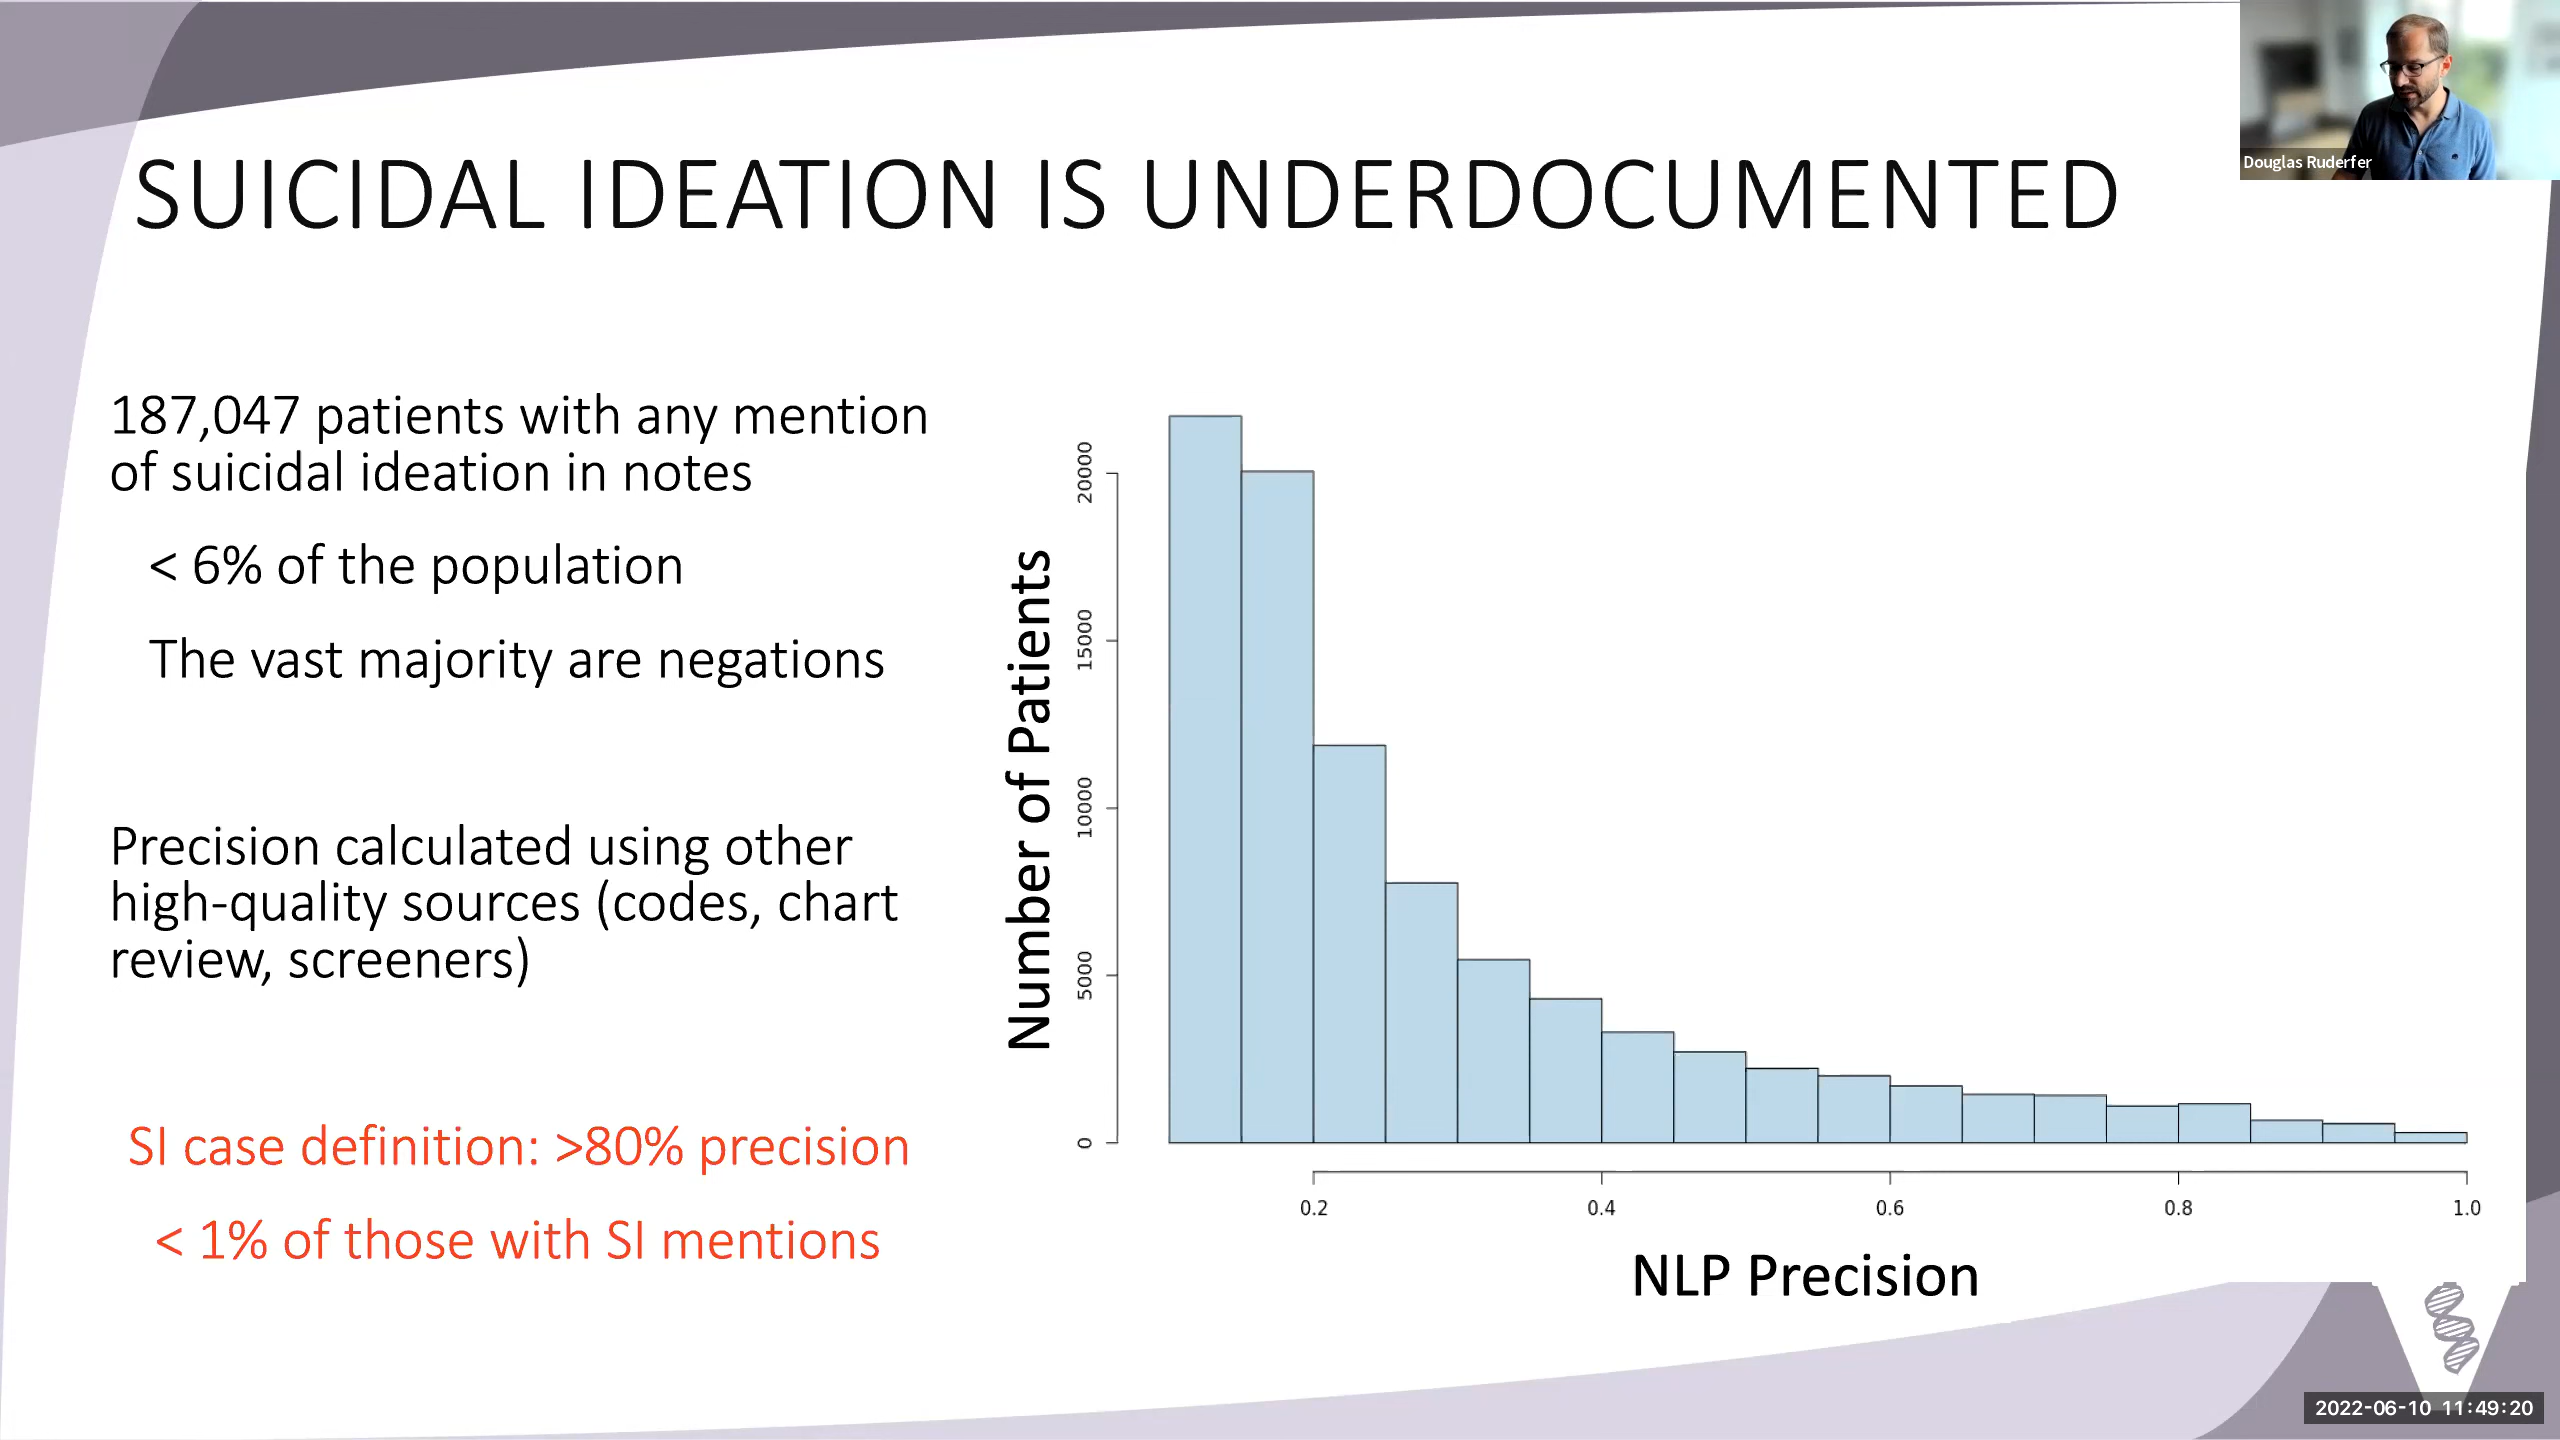 Douglas Ruderfer
SUICIDAL IDEATION IS UNDERDOCUMENTED
187,047 patients with any mention
of suicidal ideation in notes
< 6% of the population
The vast majority are negations
Precision calculated using other
high-quality sources (codes, chart
review, screeners)
SI case definition: >80% precision
< 1% of those with SI mentions
Number of Patients
20000
15000
10000
5000
0
0.2 0.4 0.6 0.8 1.0
NLP Precision
2022-06-10 11:49:20